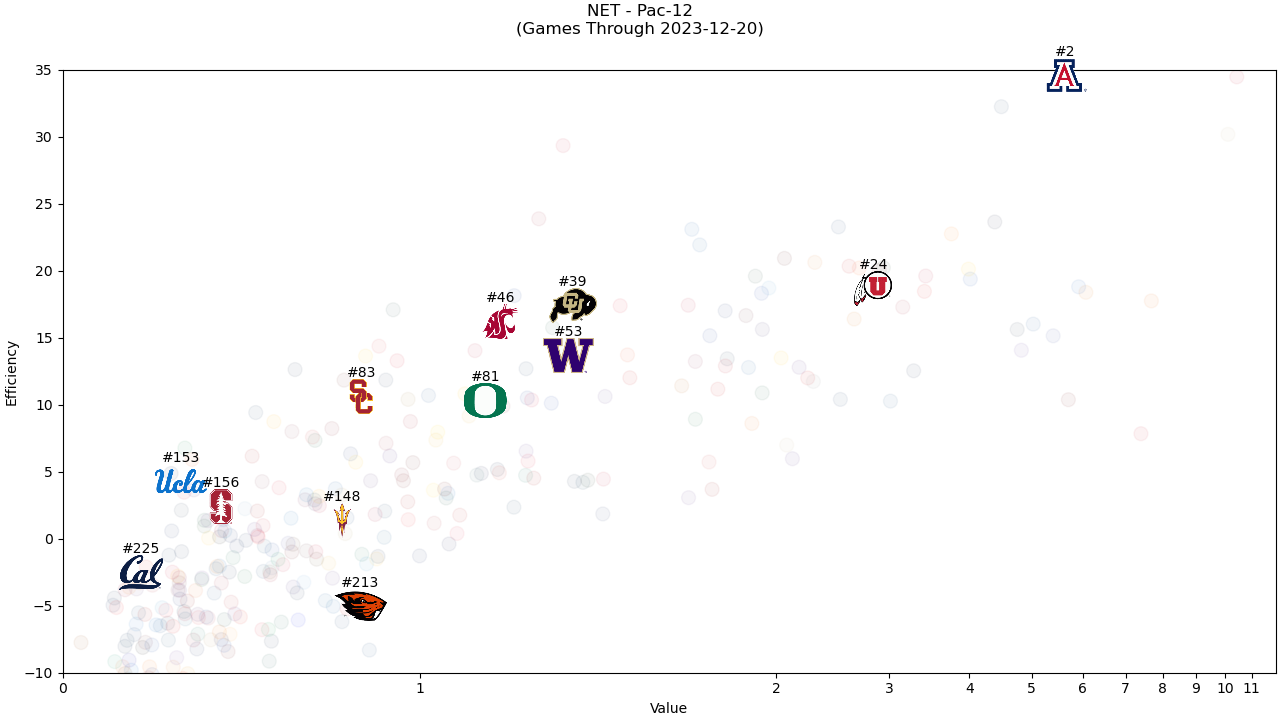 NET - Pac-12
(Games Through 2023-12-20)
#2
A
35
30
25
20
15
10
5
0
−5
−10
Efficiency
#24
U
#39
CU
#46
#53
W
#83
SC
#81
O
#153
Ucla
#156
S
#148
#225
Cal
#213
0 1 2 3 4 5 6 7 8 9 10 11
Value